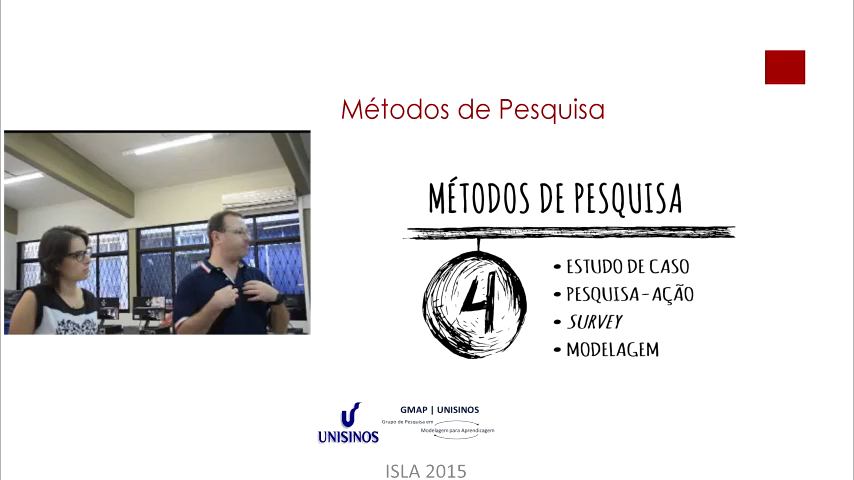 Métodos de Pesquisa
MÉTODOS DE PESQUISA
4
• ESTUDO DE CASO
• PESQUISA-AÇÃO
• SURVEY
• MODELAGEM
UNISINOS
GMAP | UNISINOS
Grupo de Pesquisa em
Modelagem para Aprendizagem
ISLA 2015